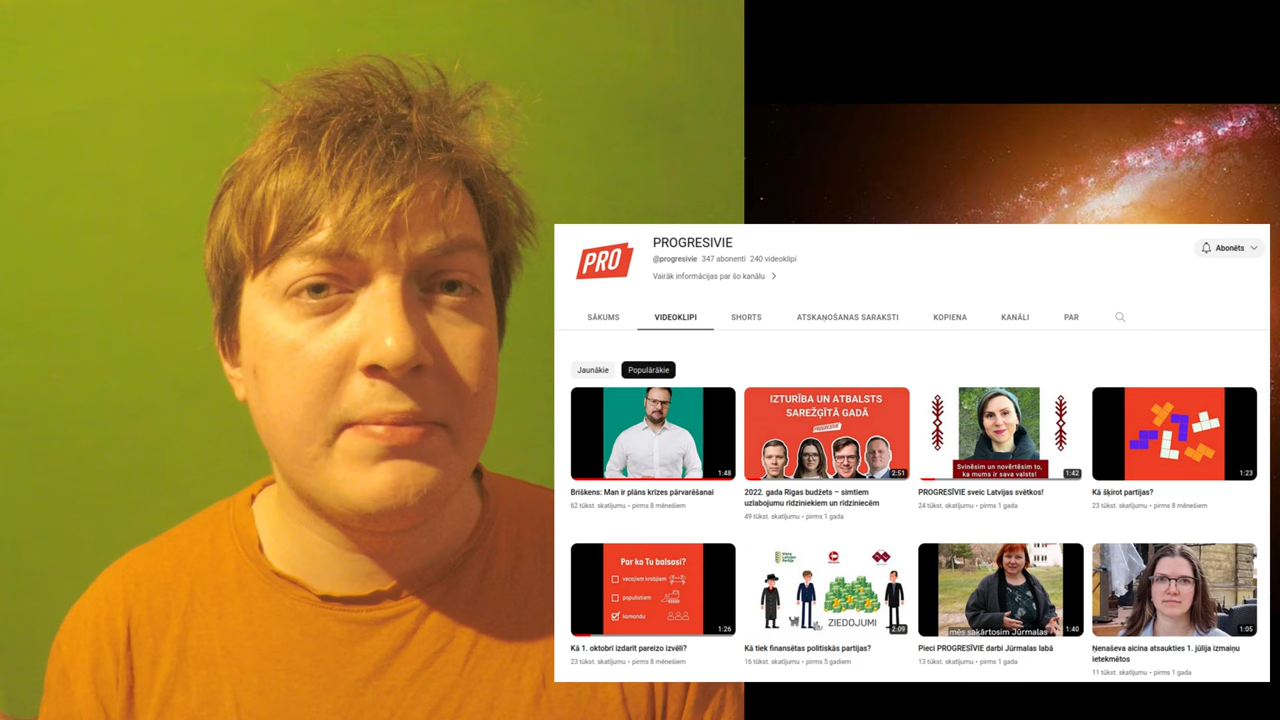 PRO
PROGRESIVIE
@progresivie 347 abonenti 240 videoklipi
Vairāk informācijas par šo kanālu
Abonēts
SĀKUMS VIDEOKLIPI SHORTS ATSKAŅOŠANAS SARAKSTI KOPIENA KANĀLI PAR
Jaunākie Populārākie
1:48
Briškens: Man ir plāns krīzes pārvarēšanai
62 tūkst. skatījumu • pirms 8 mēnešiem
IZTURĪBA UN ATBALSTS
SAREŽĢĪTĀ GADĀ
PROGRESĪVIE
2:51
2022. gada Rīgas budžets – simtiem
uzlabojumu rīdziniekiem un rīdziniecēm
49 tūkst. skatījumu • pirms 1 gada
Svinēsim un novērtēsim to,
ka mums ir sava valsts!
1:42
PROGRESĪVIE sveic Latvijas svētkos!
24 tūkst. skatījumu • pirms 1 gada
1:23
Kā šķirot partijas?
23 tūkst. skatījumu • pirms 8 mēnešiem
Par ko Tu balsosi?
vecajiem krabjiem
populistiem
komandu
1:26
Kā 1. oktobrī izdarīt pareizo izvēli?
23 tūkst. skatījumu • pirms 8 mēnešiem
ZIEDOJUMI
2:09
Kā tiek finansētas politiskās partijas?
16 tūkst. skatījumu • pirms 5 gadiem
mēs sakārtosim Jūrmalas
1:40
Pieci PROGRESĪVIE darbi Jūrmalas labā
13 tūkst. skatījumu • pirms 1 gada
1:05
Ņenaševa aicina atsaukties 1. jūlija izmaiņu
ietekmētos
11 tūkst. skatījumu • pirms 1 gada